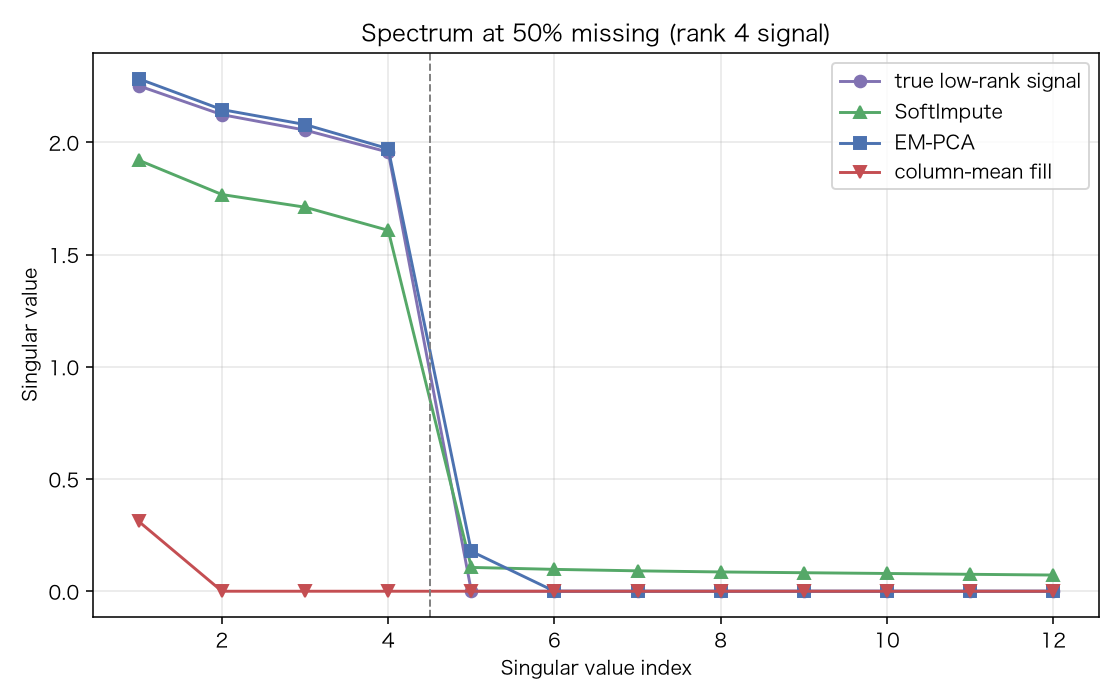 Spectrum at 50% missing (rank 4 signal)
true low-rank signal
SoftImpute
EM-PCA
column-mean fill
Singular value
2.0
1.5
1.0
0.5
0.0
2
4
6
8
10
12
Singular value index